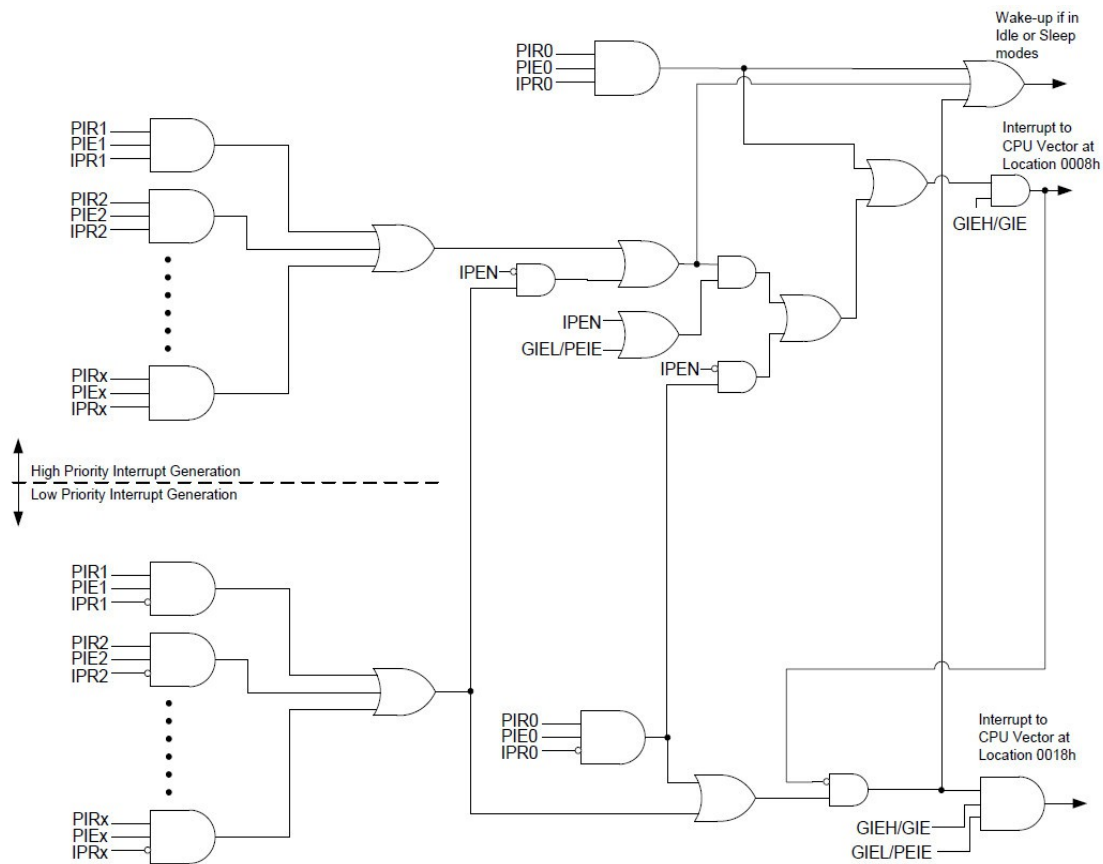 Wake-up if in
Idle or Sleep
modes
PIR0
PIE0
IPR0
PIR1
PIE1
IPR1
Interrupt to
CPU Vector at
Location 0008h
PIR2
PIE2
IPR2
GIEH/GIE
IPEN
IPEN
GIEL/PEIE
IPEN
PIRx
PIEx
IPRx
High Priority Interrupt Generation
Low Priority Interrupt Generation
PIR1
PIE1
IPR1
PIR2
PIE2
IPR2
PIR0
PIE0
IPR0
Interrupt to
CPU Vector at
Location 0018h
PIRx
PIEx
IPRx
GIEH/GIE
GIEL/PEIE